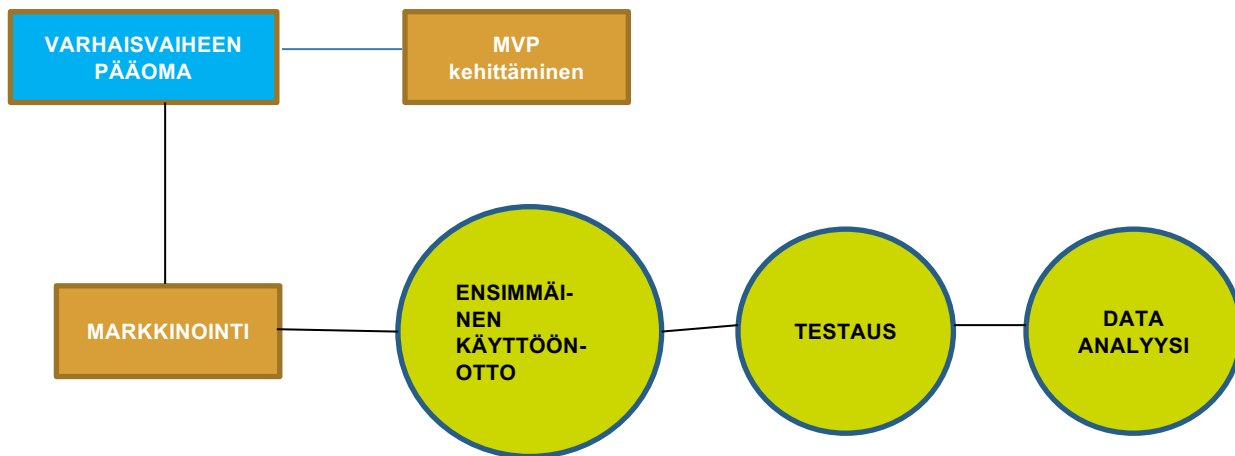 VARHAISVAIHEEN
PÄÄOMA
MVP
kehittäminen
MARKKINOINTI
ENSIMMÄI-
NEN
KÄYTTÖÖN-
OTTO
TESTAUS
DATA
ANALYYSI